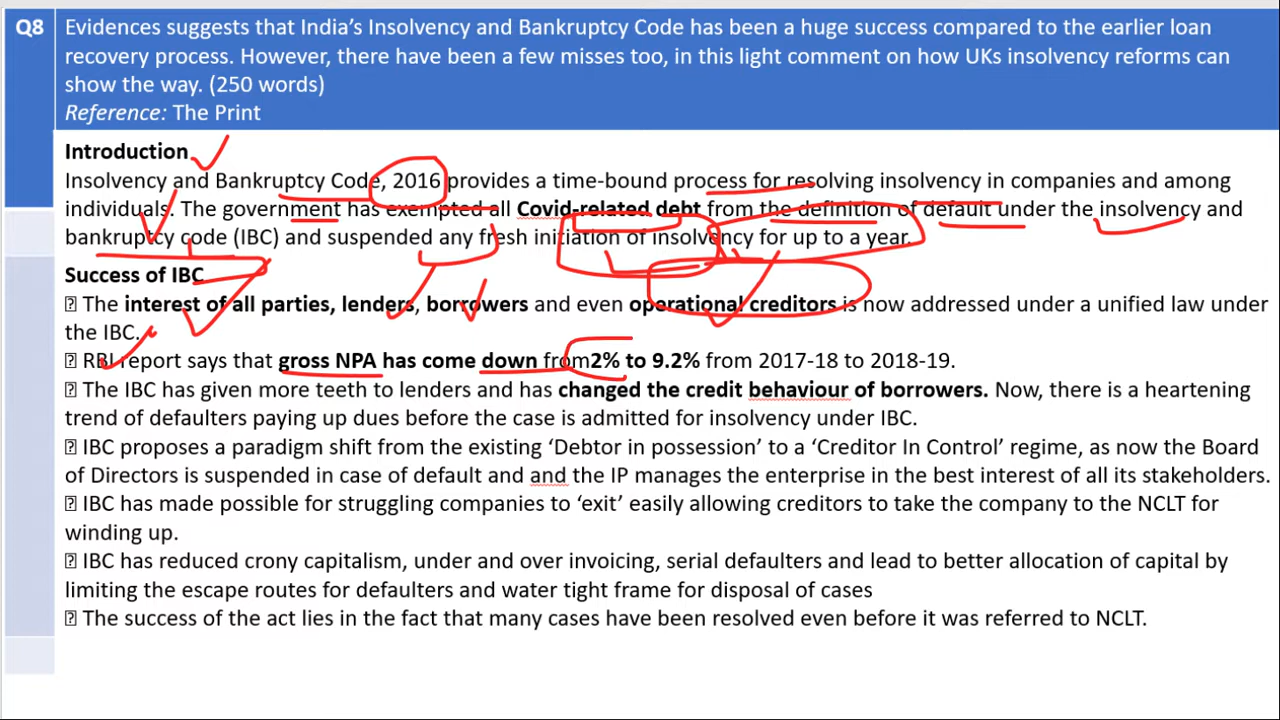 Q8
Evidences suggests that India's Insolvency and Bankruptcy Code has been a huge success compared to the earlier loan
recovery process. However, there have been a few misses too, in this light comment on how UKs insolvency reforms can
show the way. (250 words)
Reference: The Print
Introduction
Insolvency and Bankruptcy Code, 2016 provides a time-bound process for resolving insolvency in companies and among
individuals. The government has exempted all Covid-related debt from the definition of default under the insolvency and
bankruptcy code (IBC) and suspended any fresh initiation of insolvency for up to a year.
Success of IBC
The interest of all parties, lenders, borrowers and even operational creditors is now addressed under a unified law under
the IBC.
RBI report says that gross NPA has come down from2% to 9.2% from 2017-18 to 2018-19.
The IBC has given more teeth to lenders and has changed the credit behaviour of borrowers. Now, there is a heartening
trend of defaulters paying up dues before the case is admitted for insolvency under IBC.
IBC proposes a paradigm shift from the existing ‘Debtor in possession’ to a ‘Creditor In Control’ regime, as now the Board
of Directors is suspended in case of default and and the IP manages the enterprise in the best interest of all its stakeholders.
IBC has made possible for struggling companies to ‘exit’ easily allowing creditors to take the company to the NCLT for
winding up.
IBC has reduced crony capitalism, under and over invoicing, serial defaulters and lead to better allocation of capital by
limiting the escape routes for defaulters and water tight frame for disposal of cases
The success of the act lies in the fact that many cases have been resolved even before it was referred to NCLT.